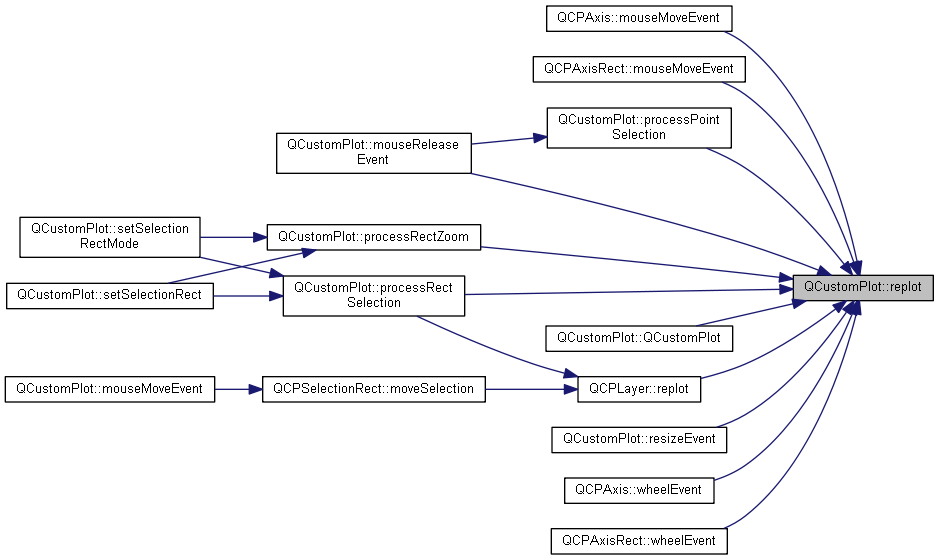 QCPAxis::mouseMoveEvent
QCPAxisRect::mouseMoveEvent
QCustomPlot::processPoint
Selection
QCustomPlot::mouseRelease
Event
QCustomPlot::setSelection
RectMode
QCustomPlot::processRectZoom
QCustomPlot::setSelectionRect
QCustomPlot::processRect
Selection
QCustomPlot::replot
QCustomPlot::QCustomPlot
QCustomPlot::mouseMoveEvent
QCPSelectionRect::moveSelection
QCPLayer::replot
QCustomPlot::resizeEvent
QCPAxis::wheelEvent
QCPAxisRect::wheelEvent